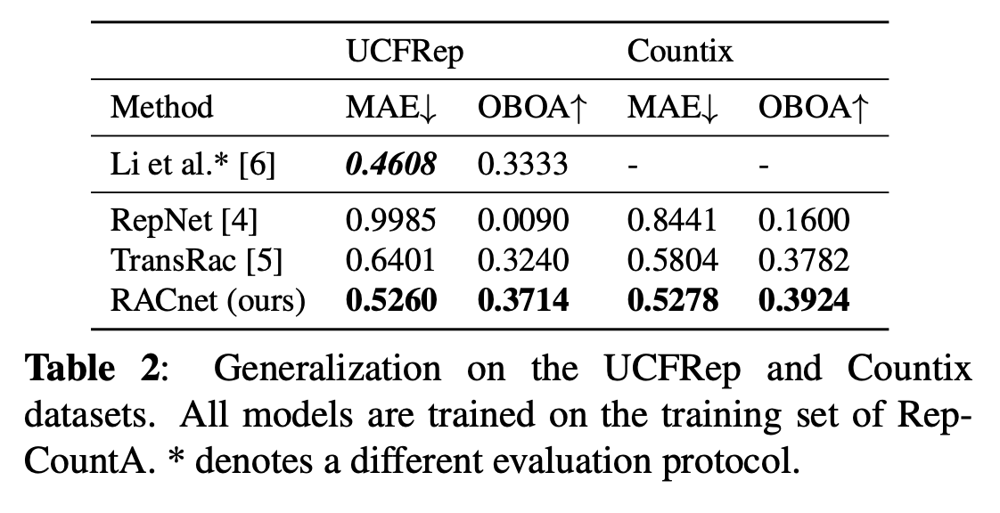 UCFRep Countix
Method MAE↓ OBOA↑ MAE↓ OBOA↑
Li et al.* [6] 0.4608 0.3333 - -
RepNet [4] 0.9985 0.0090 0.8441 0.1600
TransRac [5] 0.6401 0.3240 0.5804 0.3782
RACnet (ours) 0.5260 0.3714 0.5278 0.3924
Table 2: Generalization on the UCFRep and Countix
datasets. All models are trained on the training set of Rep-
CountA. * denotes a different evaluation protocol.